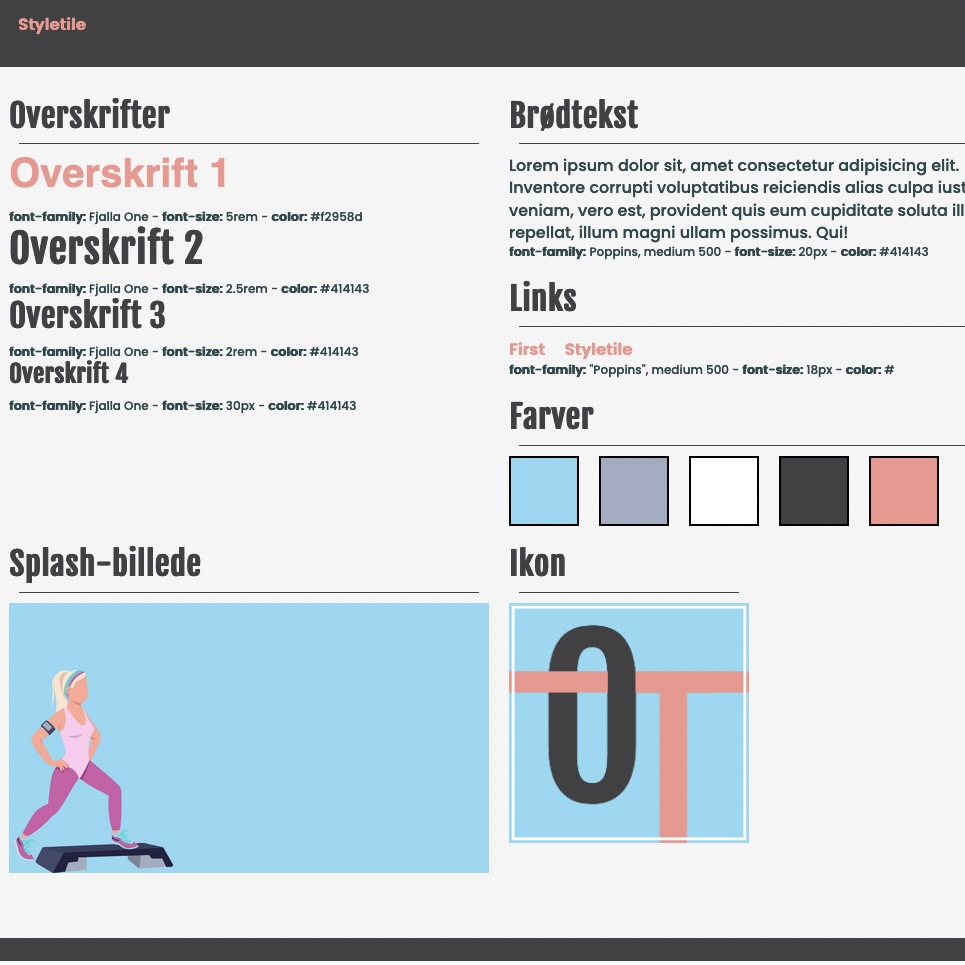 Styletile
Overskrifter
Overskrift 1
font-family: Fjalla One - font-size: 5rem - color: #f2958d
Overskrift 2
font-family: Fjalla One - font-size: 2.5rem - color: #414143
Overskrift 3
font-family: Fjalla One - font-size: 2rem - color: #414143
Overskrift 4
font-family: Fjalla One - font-size: 30px - color: #414143
Brødtekst
Lorem ipsum dolor sit, amet consectetur adipisicing elit.
Inventore corrupti voluptatibus reiciendis alias culpa iust
veniam, vero est, provident quis eum cupiditate soluta ill
repellat, illum magni ullam possimus. Qui!
font-family: Poppins, medium 500 - font-size: 20px - color: #414143
Links
First Styletile
font-family: "Poppins", medium 500 - font-size: 18px - color: #
Farver
Splash-billede
Ikon
OT